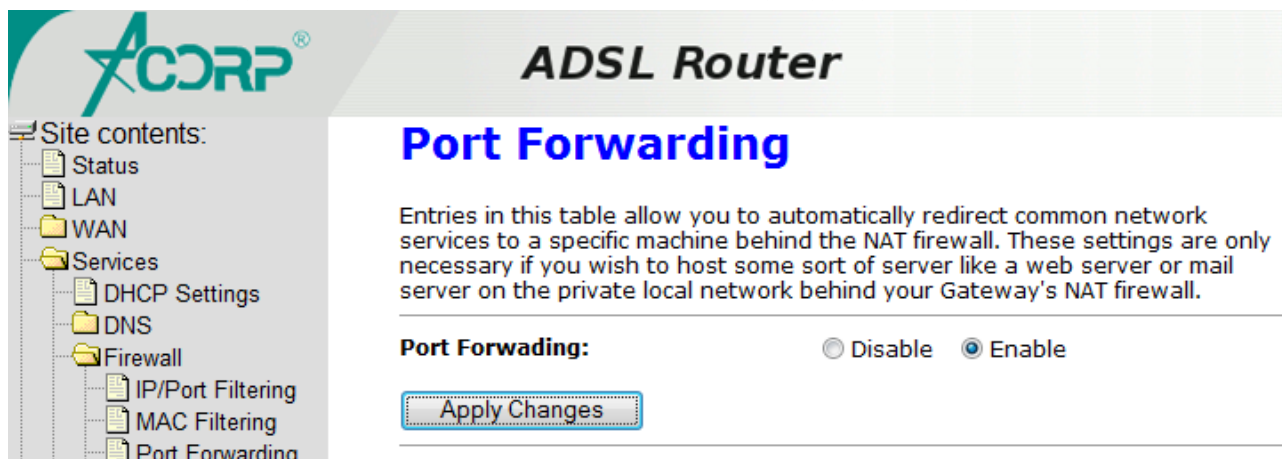 ACORP®
ADSL Router
Site contents:
Status
LAN
WAN
Services
DHCP Settings
DNS
Firewall
IP/Port Filtering
MAC Filtering
Port Forwarding
Port Forwarding
Entries in this table allow you to automatically redirect common network
services to a specific machine behind the NAT firewall. These settings are only
necessary if you wish to host some sort of server like a web server or mail
server on the private local network behind your Gateway's NAT firewall.
Port Forwading: Disable Enable
Apply Changes